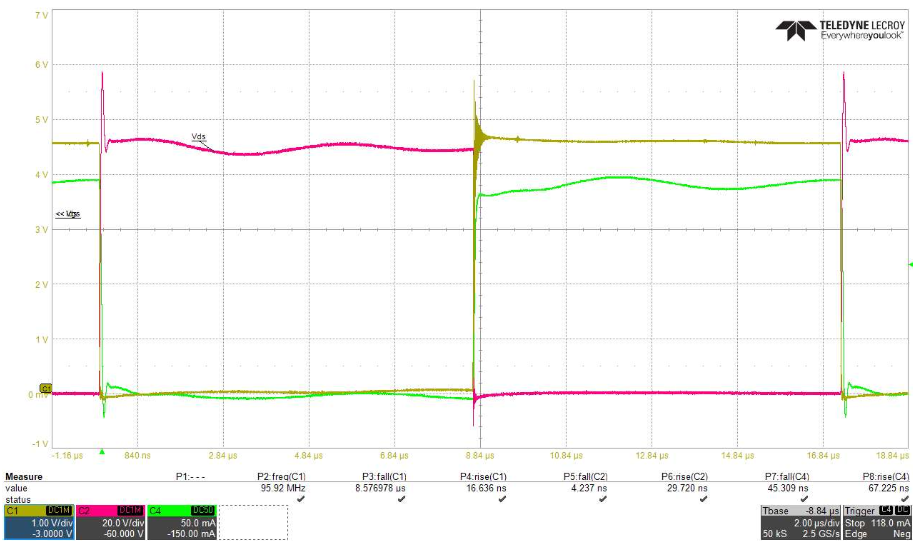 7 V
TELEDYNE LECROY
Everywhereyoulook™
6 V
5 V
Vds
4 V
3 V
2 V
1 V
C1
-1 V
-1.16 µs 840 ns 2.84 µs 4.84 µs 6.84 µs 8.84 µs 10.84 µs 12.84 µs 14.84 µs 16.84 µs 18.84 µs
Measure P1:--- P2:freq(C1) P3:fall(C1) P4:rise(C1) P5:fall(C2) P6:rise(C2) P7:fall(C4) P8:rise(C4)
value 95.92 MHz 8.576978 µs 16.636 ns 4.237 ns 29.720 ns 45.309 ns 67.225 ns
status
C1 DC1M C2 DC1M C4 DC50 Tbase -8.84 µs Trigger C4 DC
1.00 V/div 20.0 V/div 50.0 mA 2.00 µs/div Stop 118.0 mA
-3.0000 V -60.000 V -150.00 mA 50 kS 2.5 GS/s Edge Neg